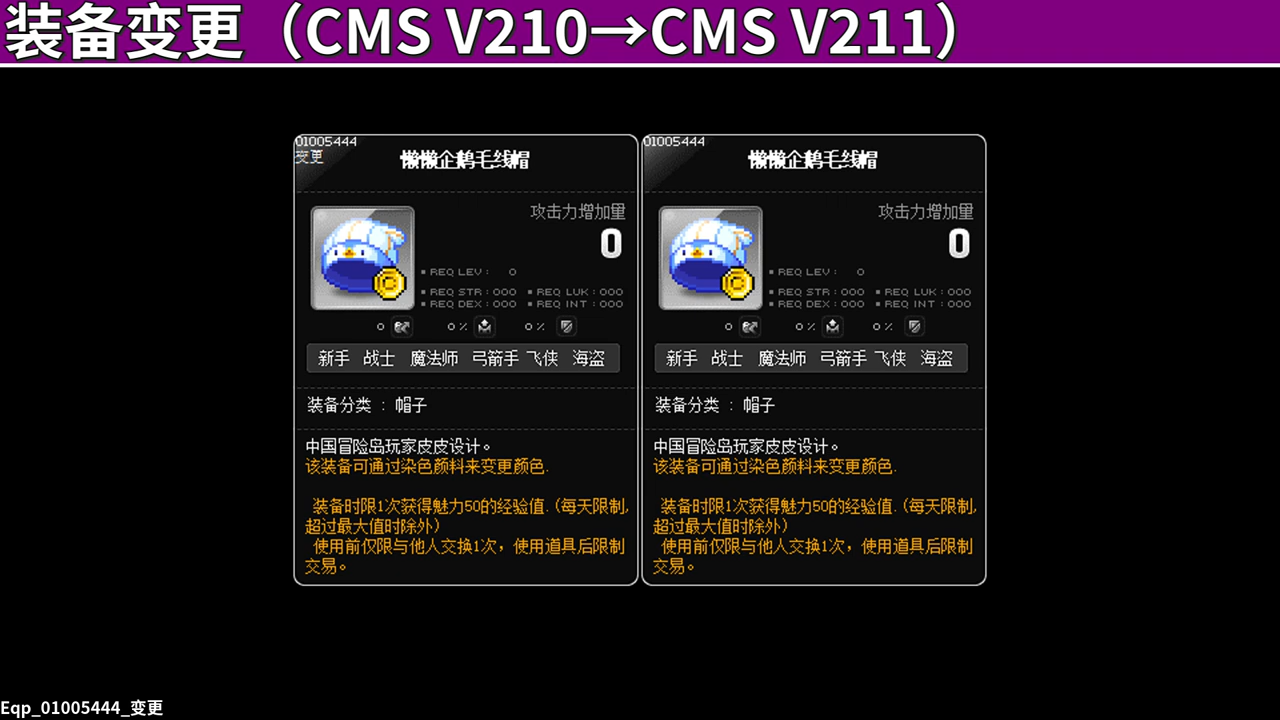 装备变更（CMS V210→CMS V211）
01005444
变更
懒懒企鹅毛线帽
攻击力增加量
0
REQ LEV : 0
REQ STR : 000 REQ LUK : 000
REQ DEX : 000 REQ INT : 000
0 0 % 0 %
新手 战士 魔法师 弓箭手 飞侠 海盗
装备分类 : 帽子
中国冒险岛玩家皮皮设计。
该装备可通过染色颜料来变更颜色.
装备时限1次获得魅力50的经验值.(每天限制,
超过最大值时除外)
使用前仅限与他人交换1次，使用道具后限制
交易。
01005444
懒懒企鹅毛线帽
攻击力增加量
0
REQ LEV : 0
REQ STR : 000 REQ LUK : 000
REQ DEX : 000 REQ INT : 000
0 0 % 0 %
新手 战士 魔法师 弓箭手 飞侠 海盗
装备分类 : 帽子
中国冒险岛玩家皮皮设计。
该装备可通过染色颜料来变更颜色.
装备时限1次获得魅力50的经验值.(每天限制,
超过最大值时除外)
使用前仅限与他人交换1次，使用道具后限制
交易。
Eqp_01005444_变更